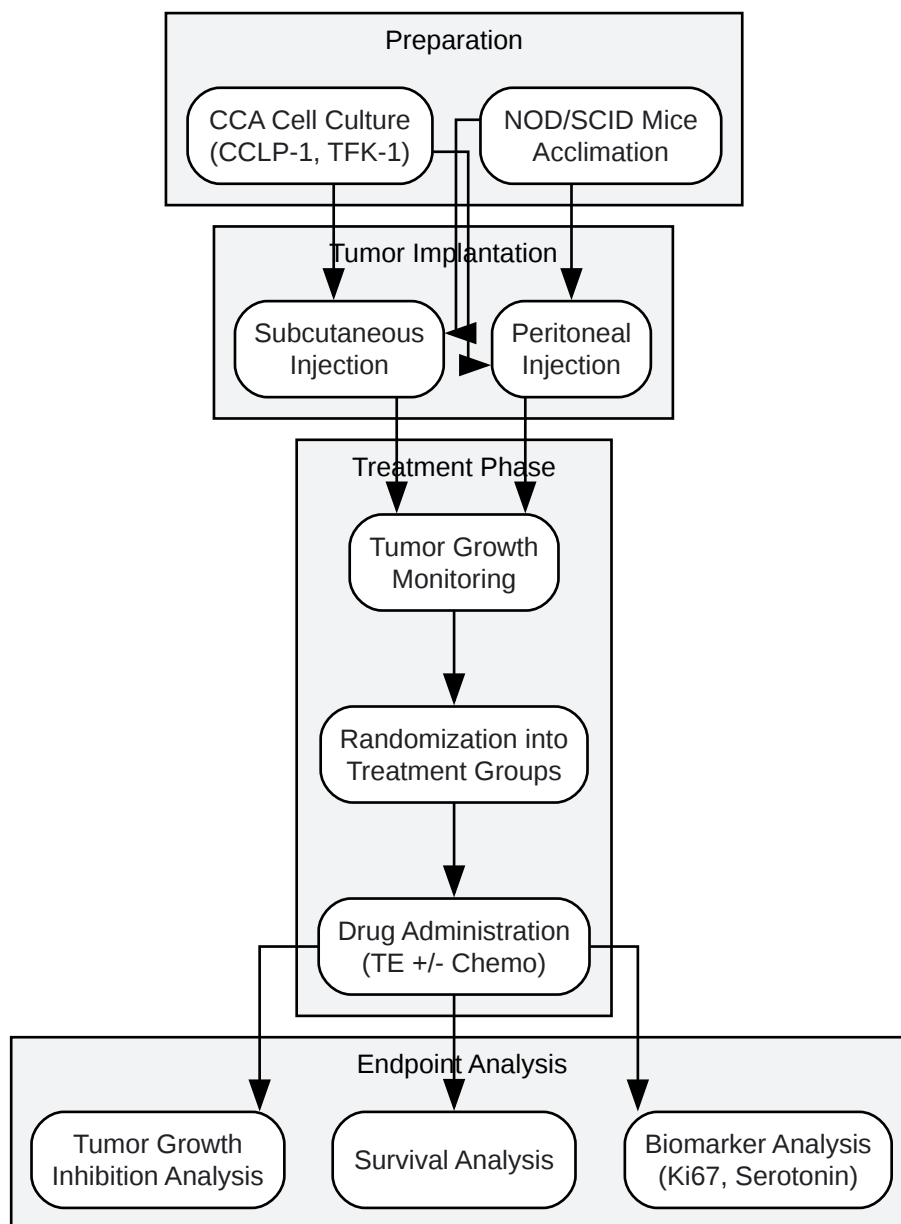 Preparation
CCA Cell Culture
(CCLP-1, TFK-1)
NOD/SCID Mice
Acclimation
Tumor Implantation
Subcutaneous
Injection
Peritoneal
Injection
Treatment Phase
Tumor Growth
Monitoring
Randomization into
Treatment Groups
Drug Administration
(TE +/- Chemo)
Endpoint Analysis
Tumor Growth
Inhibition Analysis
Survival Analysis
Biomarker Analysis
(Ki67, Serotonin)